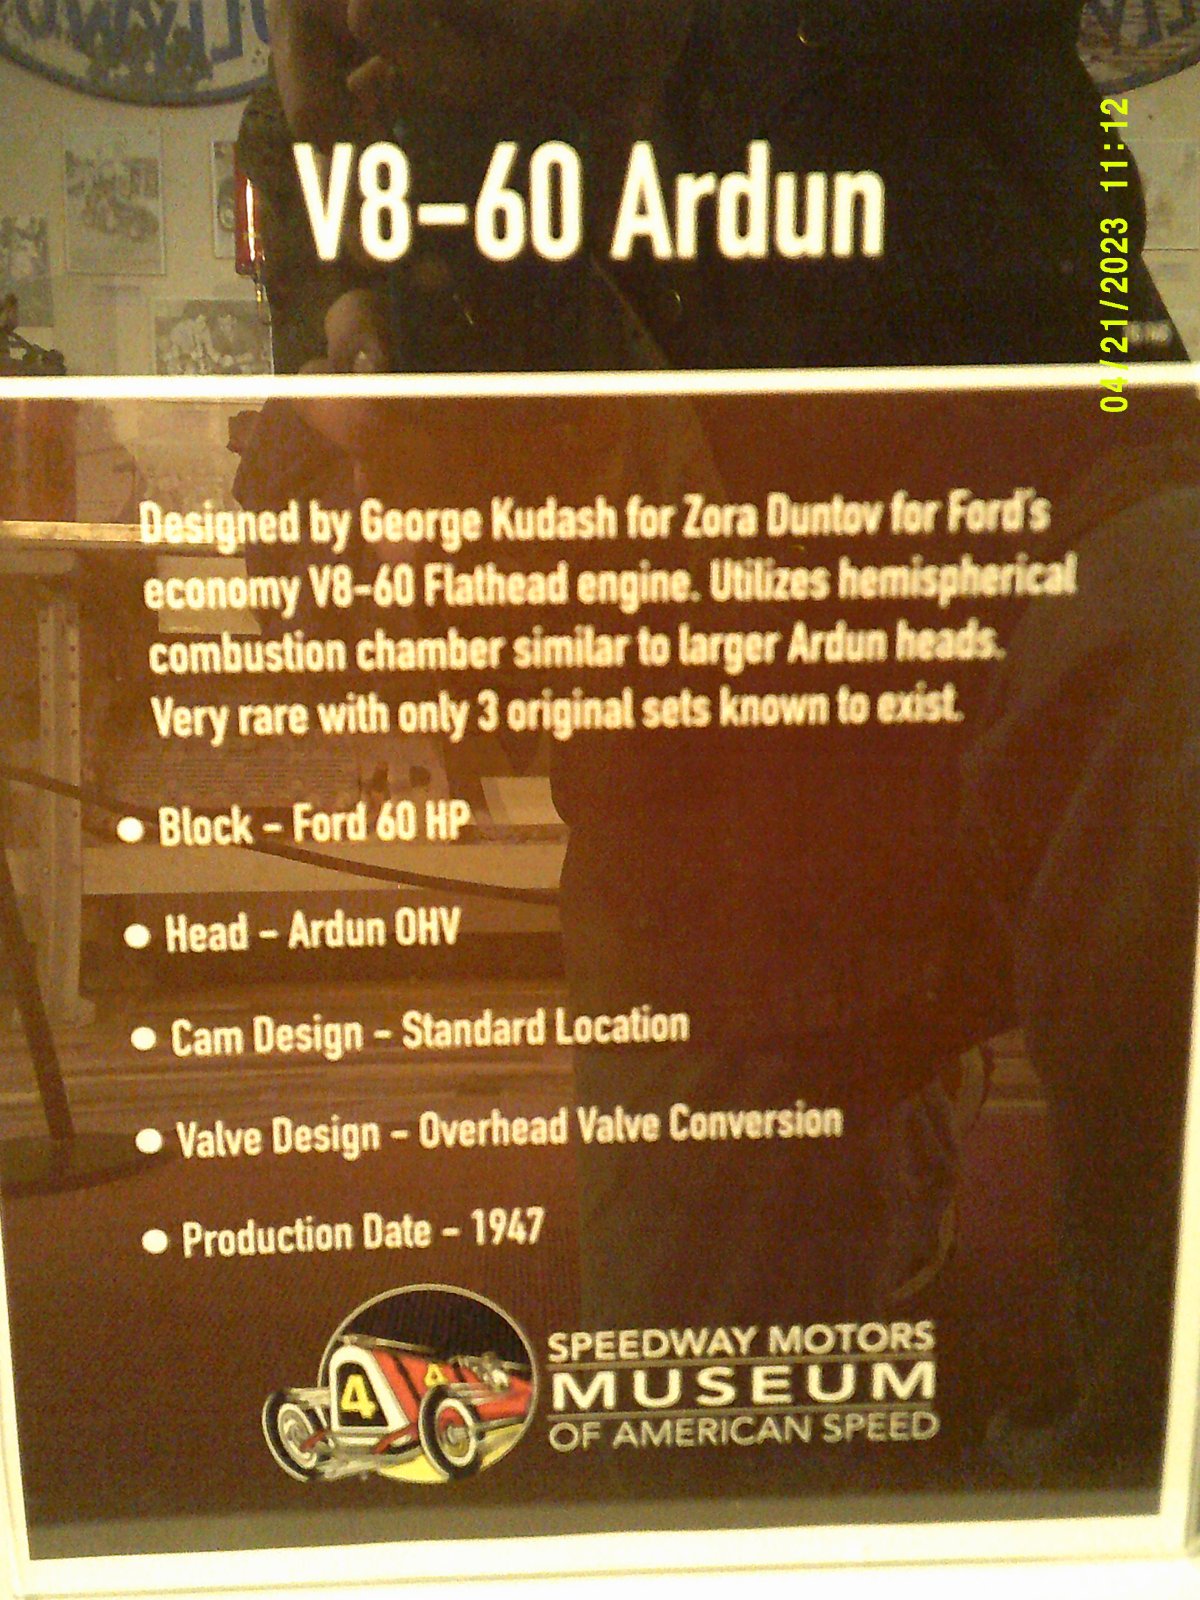 V8-60 Ardun
04/21/2023 11:12
Designed by George Kudash for Zora Duntov for Ford's
economy V8-60 Flathead engine. Utilizes hemispherical
combustion chamber similar to larger Ardun heads.
Very rare with only 3 original sets known to exist.
● Block - Ford 60 HP
● Head - Ardun OHV
● Cam Design - Standard Location
● Valve Design - Overhead Valve Conversion
● Production Date - 1947
4
4
SPEEDWAY MOTORS
MUSEUM
OF AMERICAN SPEED